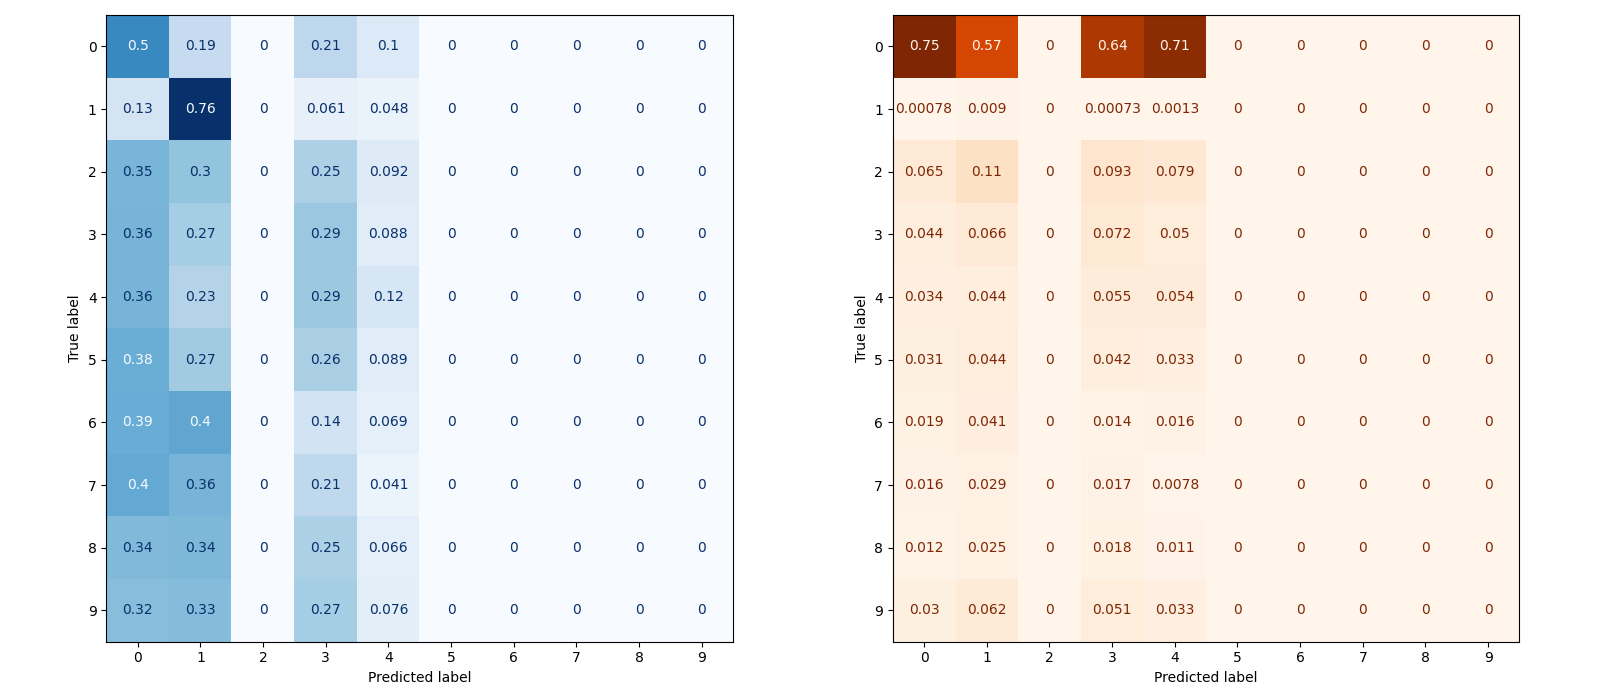 0 0.5 0.19 0 0.21 0.1 0 0 0 0 0
1 0.13 0.76 0 0.061 0.048 0 0 0 0 0
2 0.35 0.3 0 0.25 0.092 0 0 0 0 0
3 0.36 0.27 0 0.29 0.088 0 0 0 0 0
4 0.36 0.23 0 0.29 0.12 0 0 0 0 0
5 0.38 0.27 0 0.26 0.089 0 0 0 0 0
6 0.39 0.4 0 0.14 0.069 0 0 0 0 0
7 0.4 0.36 0 0.21 0.041 0 0 0 0 0
8 0.34 0.34 0 0.25 0.066 0 0 0 0 0
9 0.32 0.33 0 0.27 0.076 0 0 0 0 0
0 1 2 3 4 5 6 7 8 9
Predicted label
True label
0 0.75 0.57 0 0.64 0.71 0 0 0 0 0
1 0.00078 0.009 0 0.00073 0.0013 0 0 0 0 0
2 0.065 0.11 0 0.093 0.079 0 0 0 0 0
3 0.044 0.066 0 0.072 0.05 0 0 0 0 0
4 0.034 0.044 0 0.055 0.054 0 0 0 0 0
5 0.031 0.044 0 0.042 0.033 0 0 0 0 0
6 0.019 0.041 0 0.014 0.016 0 0 0 0 0
7 0.016 0.029 0 0.017 0.0078 0 0 0 0 0
8 0.012 0.025 0 0.018 0.011 0 0 0 0 0
9 0.03 0.062 0 0.051 0.033 0 0 0 0 0
0 1 2 3 4 5 6 7 8 9
Predicted label
True label